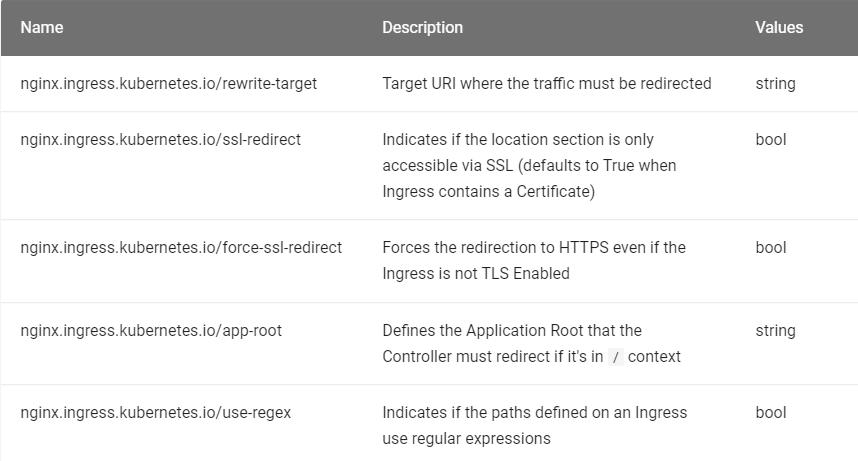 Name Description Values
nginx.ingress.kubernetes.io/rewrite-target Target URI where the traffic must be redirected string
nginx.ingress.kubernetes.io/ssl-redirect Indicates if the location section is only bool
accessible via SSL (defaults to True when
Ingress contains a Certificate)
nginx.ingress.kubernetes.io/force-ssl-redirect Forces the redirection to HTTPS even if the bool
Ingress is not TLS Enabled
nginx.ingress.kubernetes.io/app-root Defines the Application Root that the string
Controller must redirect if it's in / context
nginx.ingress.kubernetes.io/use-regex Indicates if the paths defined on an Ingress bool
use regular expressions